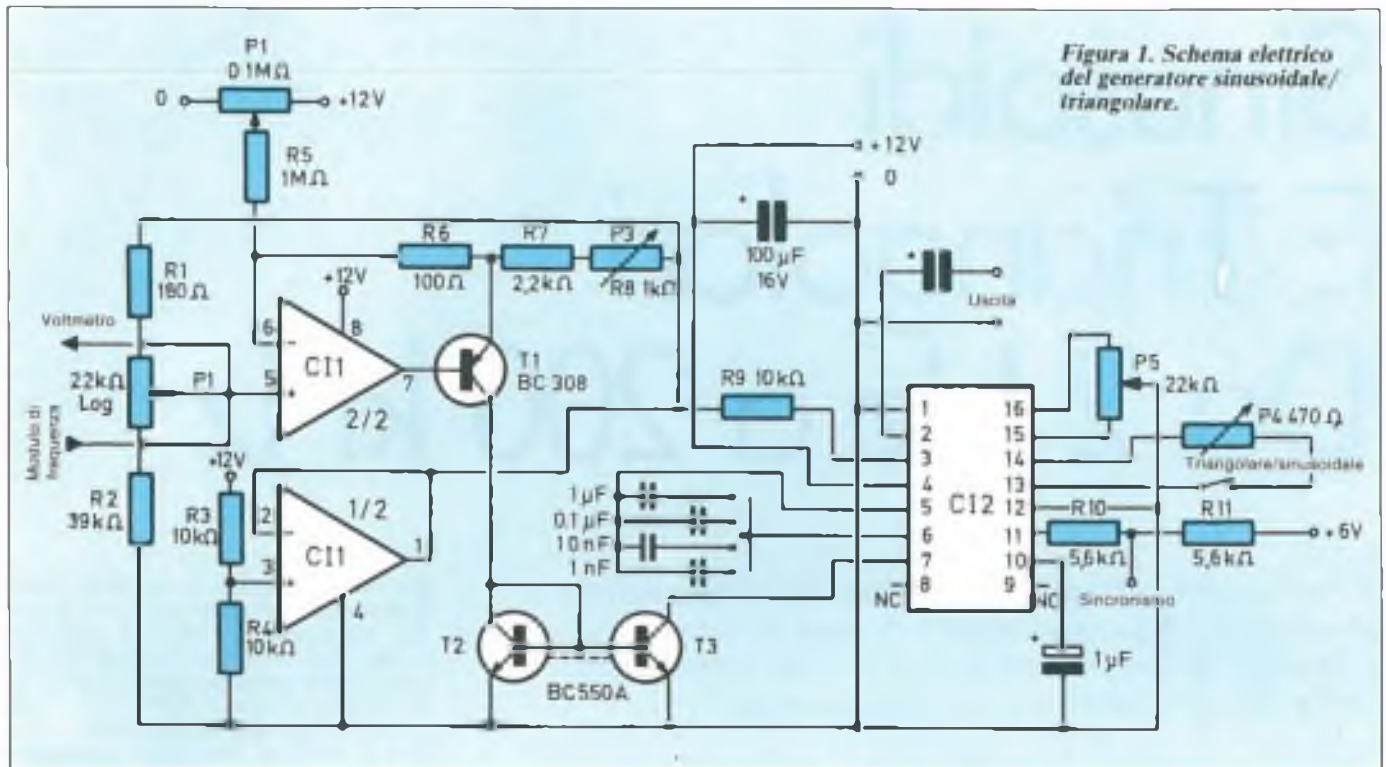 Figura 1. Schema elettrico
del generatore sinusoidale/
triangolare.
P1
0.1MΩ
0
+12V
R5
1MΩ
R1
180Ω
R6
100Ω
R7
2,2kΩ
P3
R8 1kΩ
+12V
Voltmetro
22kΩ
Log
P1
Modulo di
frequenza
6
5
8
7
CI1
2/2
T1
BC 308
R2
39kΩ
+12V
R3
10kΩ
R4
10kΩ
2
3
1/2
CI1
1
4
T2
T3
BC550A
+12V
0
100µF
16V
Uscita
R9 10kΩ
1µF
0.1µF
10nF
1nF
1
2
3
4
5
6
7
8
NC
CI2
16
15
14
13
12
11
10
9
NC
P5
22kΩ
P4 470Ω
Triangolare/sinusoidale
R10
5,6kΩ
R11
5,6kΩ
+6V
Sincronismo
1µF